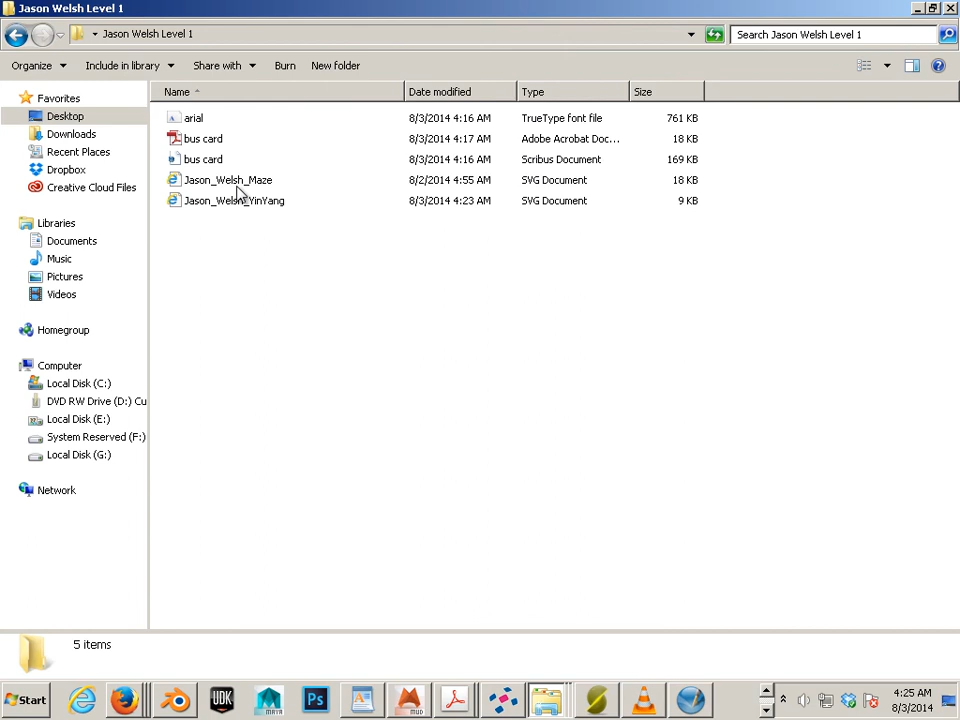 Jason Welsh Level 1
Jason Welsh Level 1
Search Jason Welsh Level 1
Organize
Include in library
Share with
Burn
New folder
Name
Date modified
Type
Size
Favorites
Desktop
Downloads
Recent Places
Dropbox
Creative Cloud Files
Libraries
Documents
Music
Pictures
Videos
Homegroup
Computer
Local Disk (C:)
DVD RW Drive (D:) Cu
Local Disk (E:)
System Reserved (F:)
Local Disk (G:)
Network
arial 8/3/2014 4:16 AM TrueType font file 761 KB
bus card 8/3/2014 4:17 AM Adobe Acrobat Doc... 18 KB
bus card 8/3/2014 4:16 AM Scribus Document 169 KB
Jason_Welsh_Maze 8/2/2014 4:55 AM SVG Document 18 KB
Jason_Welsh_YinYang 8/3/2014 4:23 AM SVG Document 9 KB
5 items
Start
UDK
MAYA
Ps
MUD
4:25 AM
8/3/2014